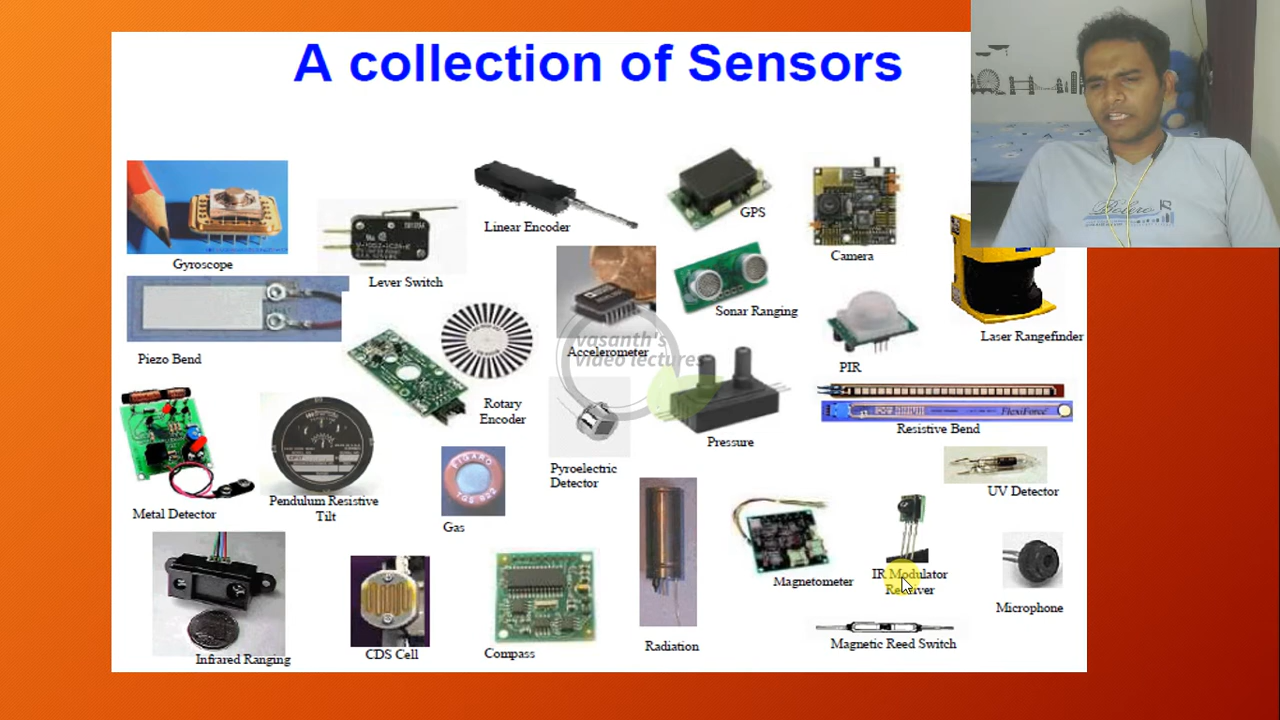 A collection of Sensors
Gyroscope
Lever Switch
Linear Encoder
GPS
Camera
Piezo Bend
Rotary
Encoder
Accelerometer
Sonar Ranging
PIR
Laser Rangefinder
Vasanth's
Video lectures
Metal Detector
Pendulum Resistive
Tilt
Gas
FIGARO
Pyroelectric
Detector
Pressure
FlexiForce
Resistive Bend
UV Detector
Infrared Ranging
CDS Cell
Compass
Radiation
Magnetometer
IR Modulator
Receiver
Microphone
Magnetic Reed Switch